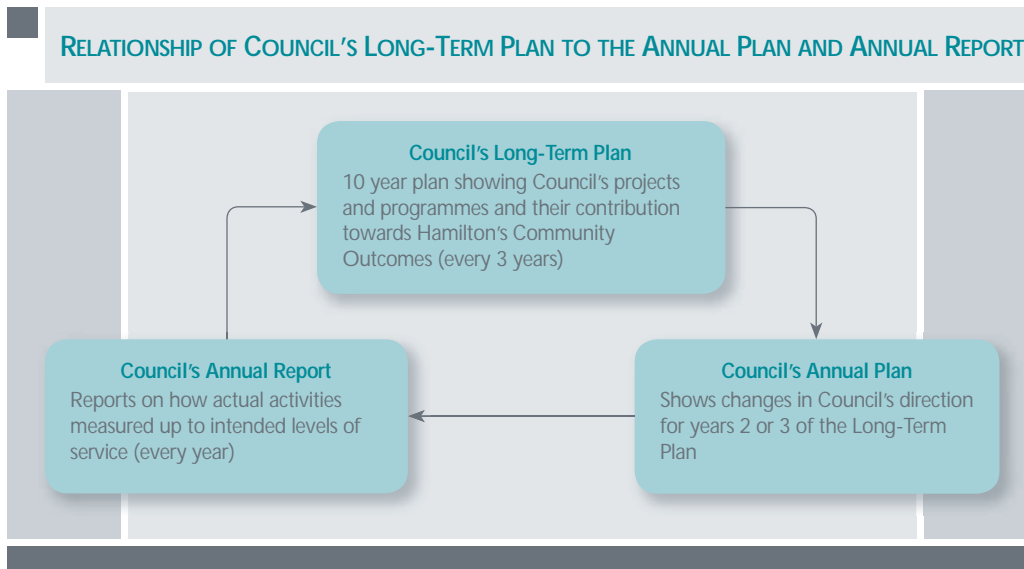 RELATIONSHIP OF COUNCIL'S LONG-TERM PLAN TO THE ANNUAL PLAN AND ANNUAL REPORT
Council's Long-Term Plan
10 year plan showing Council's projects
and programmes and their contribution
towards Hamilton's Community
Outcomes (every 3 years)
Council's Annual Report
Reports on how actual activities
measured up to intended levels of
service (every year)
Council's Annual Plan
Shows changes in Council's direction
for years 2 or 3 of the Long-Term
Plan